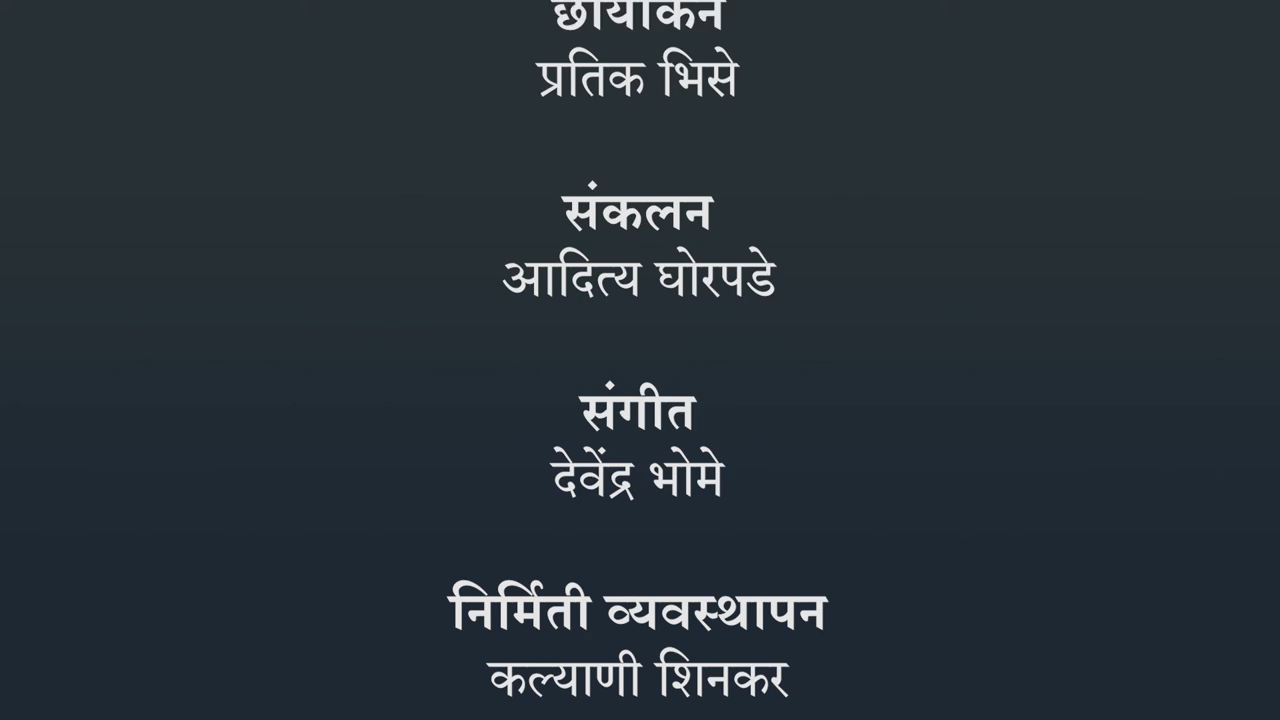 प्रतिक भिसे
संकलन
आदित्य घोरपडे
संगीत
देवेंद्र भोमे
निर्मिती व्यवस्थापन
कल्याणी शिनकर